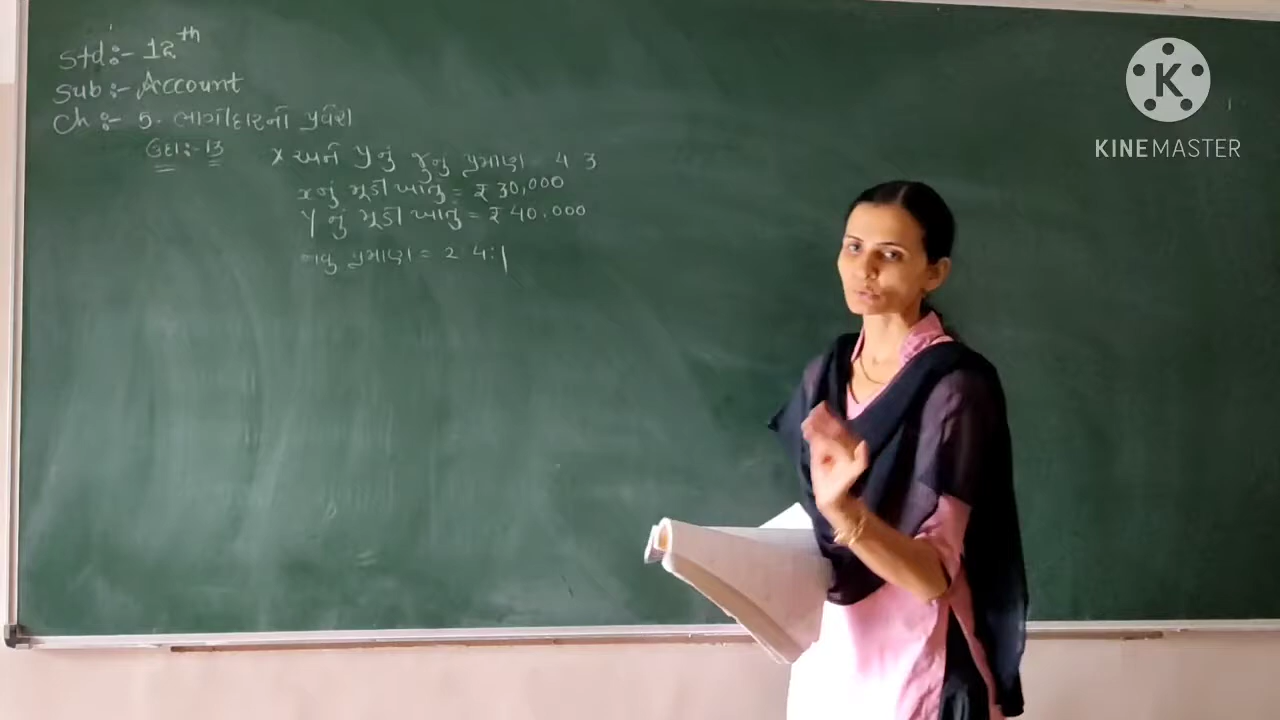 Std :- 12th
Sub :- Account
Ch :- 5. ભાગીદારનો પ્રવેશ
ઉદા :- 13
x અને yનું જૂનું પ્રમાણ = 4 3
xનું મૂડી ખાતું = ₹ 30,000
y નું મૂડી ખાતું = ₹ 40,000
નવુ પ્રમાણ = 2 4:1
K
KINEMASTER